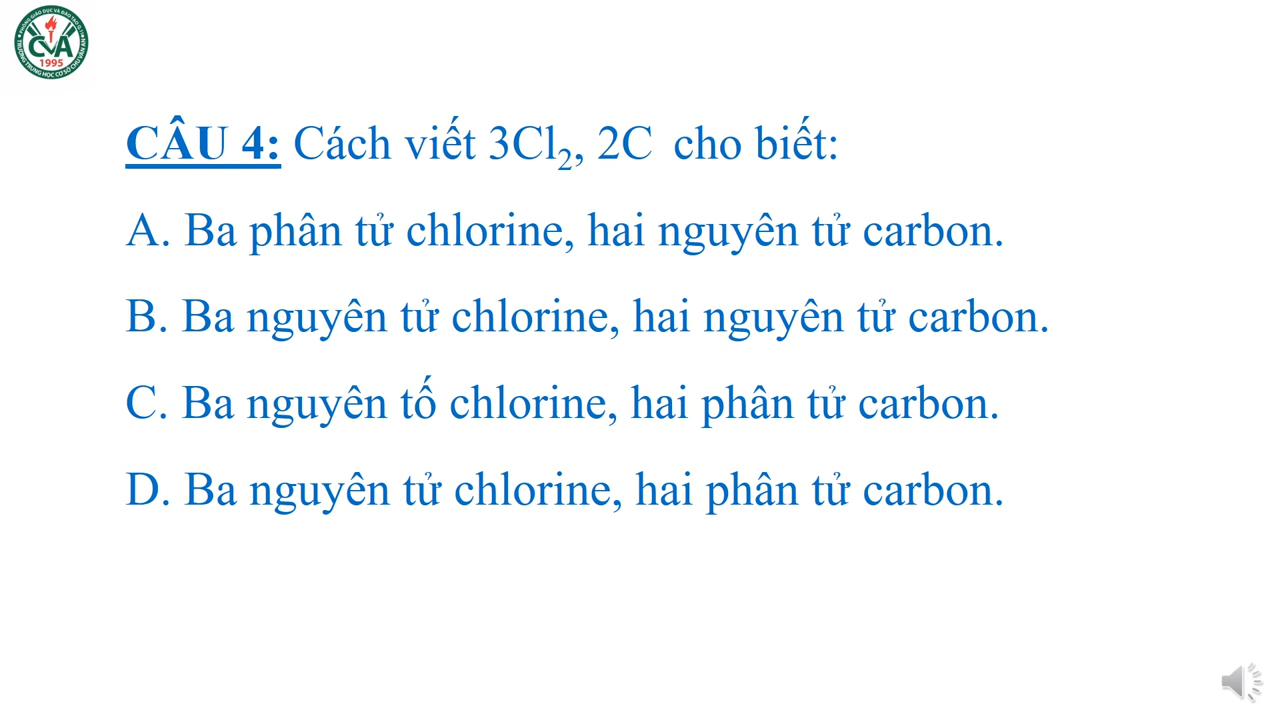 CVA
1995
CÂU 4: Cách viết 3Cl₂, 2C cho biết:
A. Ba phân tử chlorine, hai nguyên tử carbon.
B. Ba nguyên tử chlorine, hai nguyên tử carbon.
C. Ba nguyên tố chlorine, hai phân tử carbon.
D. Ba nguyên tử chlorine, hai phân tử carbon.